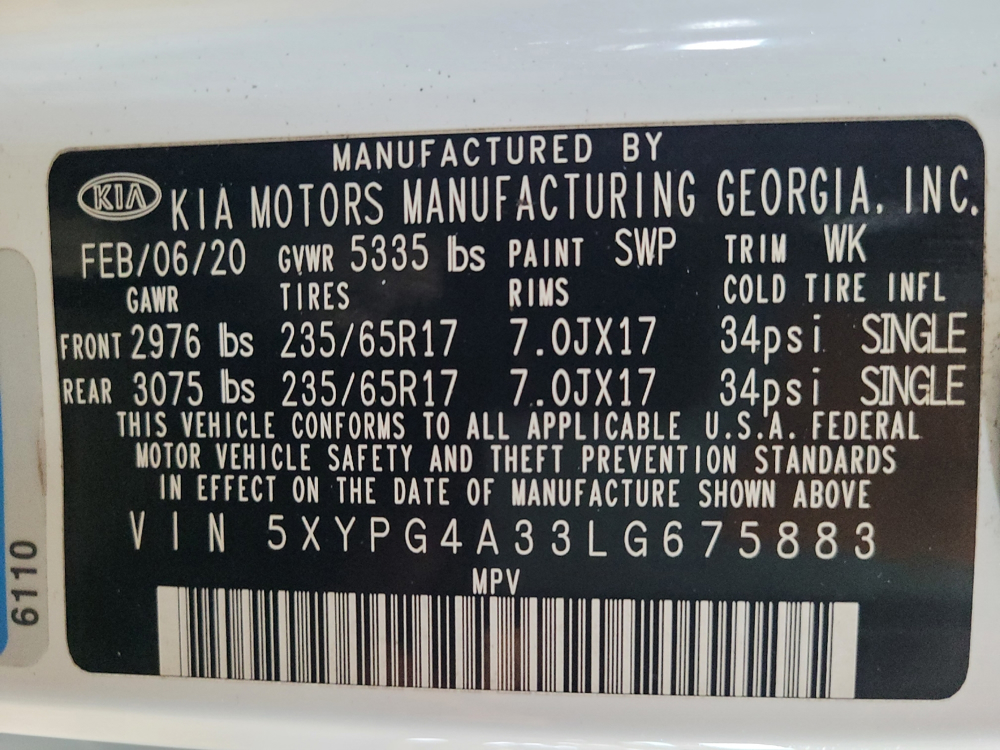 MANUFACTURED BY
KIA KIA MOTORS MANUFACTURING GEORGIA, INC.
FEB/06/20 GVWR 5335 lbs PAINT SWP TRIM WK
GAWR TIRES RIMS COLD TIRE INFL
FRONT 2976 lbs 235/65R17 7.0JX17 34psi SINGLE
REAR 3075 lbs 235/65R17 7.0JX17 34psi SINGLE
THIS VEHICLE CONFORMS TO ALL APPLICABLE U.S.A. FEDERAL
MOTOR VEHICLE SAFETY AND THEFT PREVENTION STANDARDS
IN EFFECT ON THE DATE OF MANUFACTURE SHOWN ABOVE
VIN 5XYPG4A33LG675883
MPV
6110